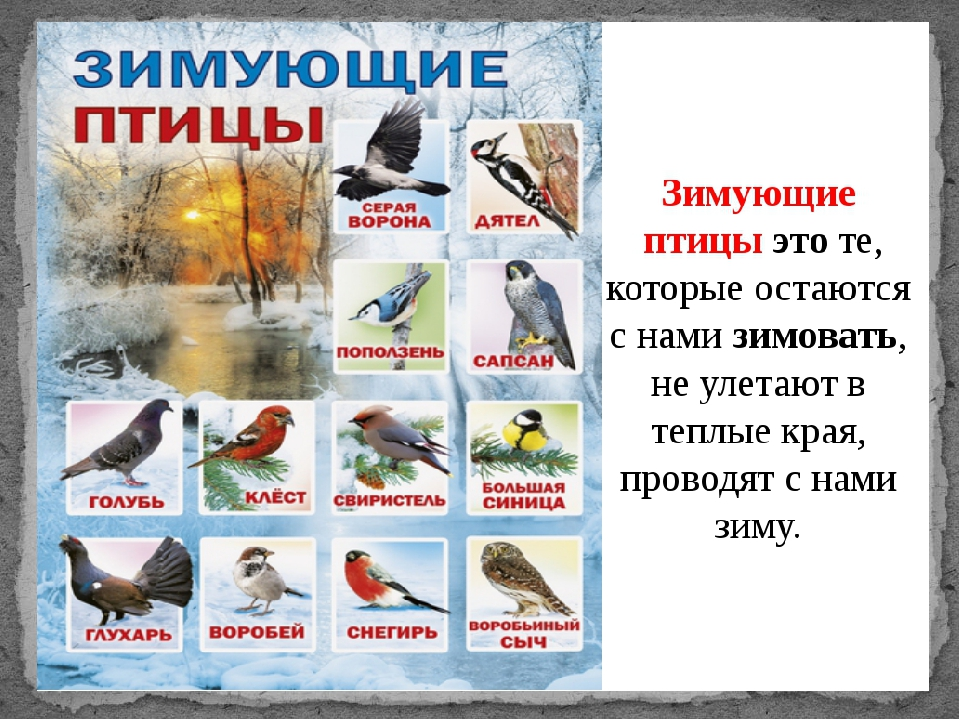 ЗИМУЮЩИЕ
ПТИЦЫ
СЕРАЯ
ВОРОНА
ДЯТЕЛ
ПОПОЛЗЕНЬ
САПСАН
ГОЛУБЬ
КЛЁСТ
СВИРИСТЕЛЬ
БОЛЬШАЯ
СИНИЦА
ГЛУХАРЬ
ВОРОБЕЙ
СНЕГИРЬ
ВОРОБЬИНЫЙ
СЫЧ
Зимующие
птицы это те,
которые остаются
с нами зимовать,
не улетают в
теплые края,
проводят с нами
зиму.